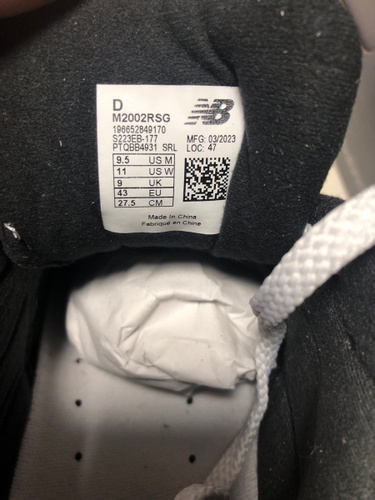 D
NB
M2002RSG
196652849170
S223EB-177 MFG: 03/2023
PTQBB4931 SRL LOC: 47
9.5 US M
11 US W
9 UK
43 EU
27.5 CM
Made in China
Fabriqué en Chine